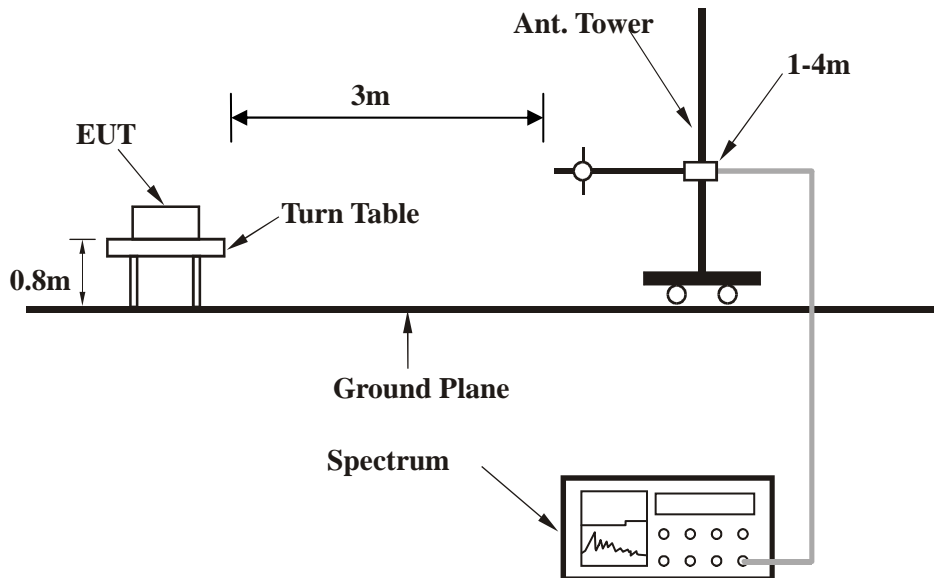 Ant. Tower
1-4m
3m
EUT
Turn Table
0.8m
Ground Plane
Spectrum